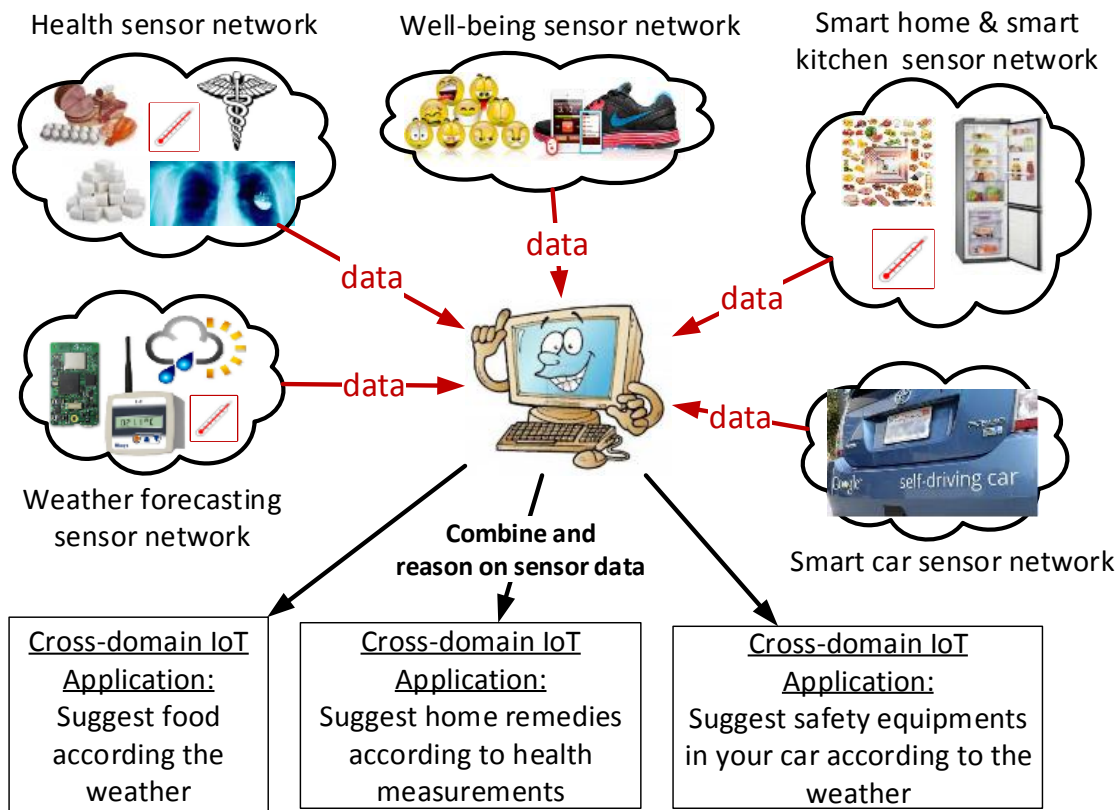 Health sensor network
Well-being sensor network
Smart home & smart
kitchen sensor network
data
data
data
data
data
Weather forecasting
sensor network
Google
self-driving car
Smart car sensor network
Combine and
reason on sensor data
Cross-domain IoT
Application:
Suggest food
according the
weather
Cross-domain IoT
Application:
Suggest home remedies
according to health
measurements
Cross-domain IoT
Application:
Suggest safety equipments
in your car according to the
weather